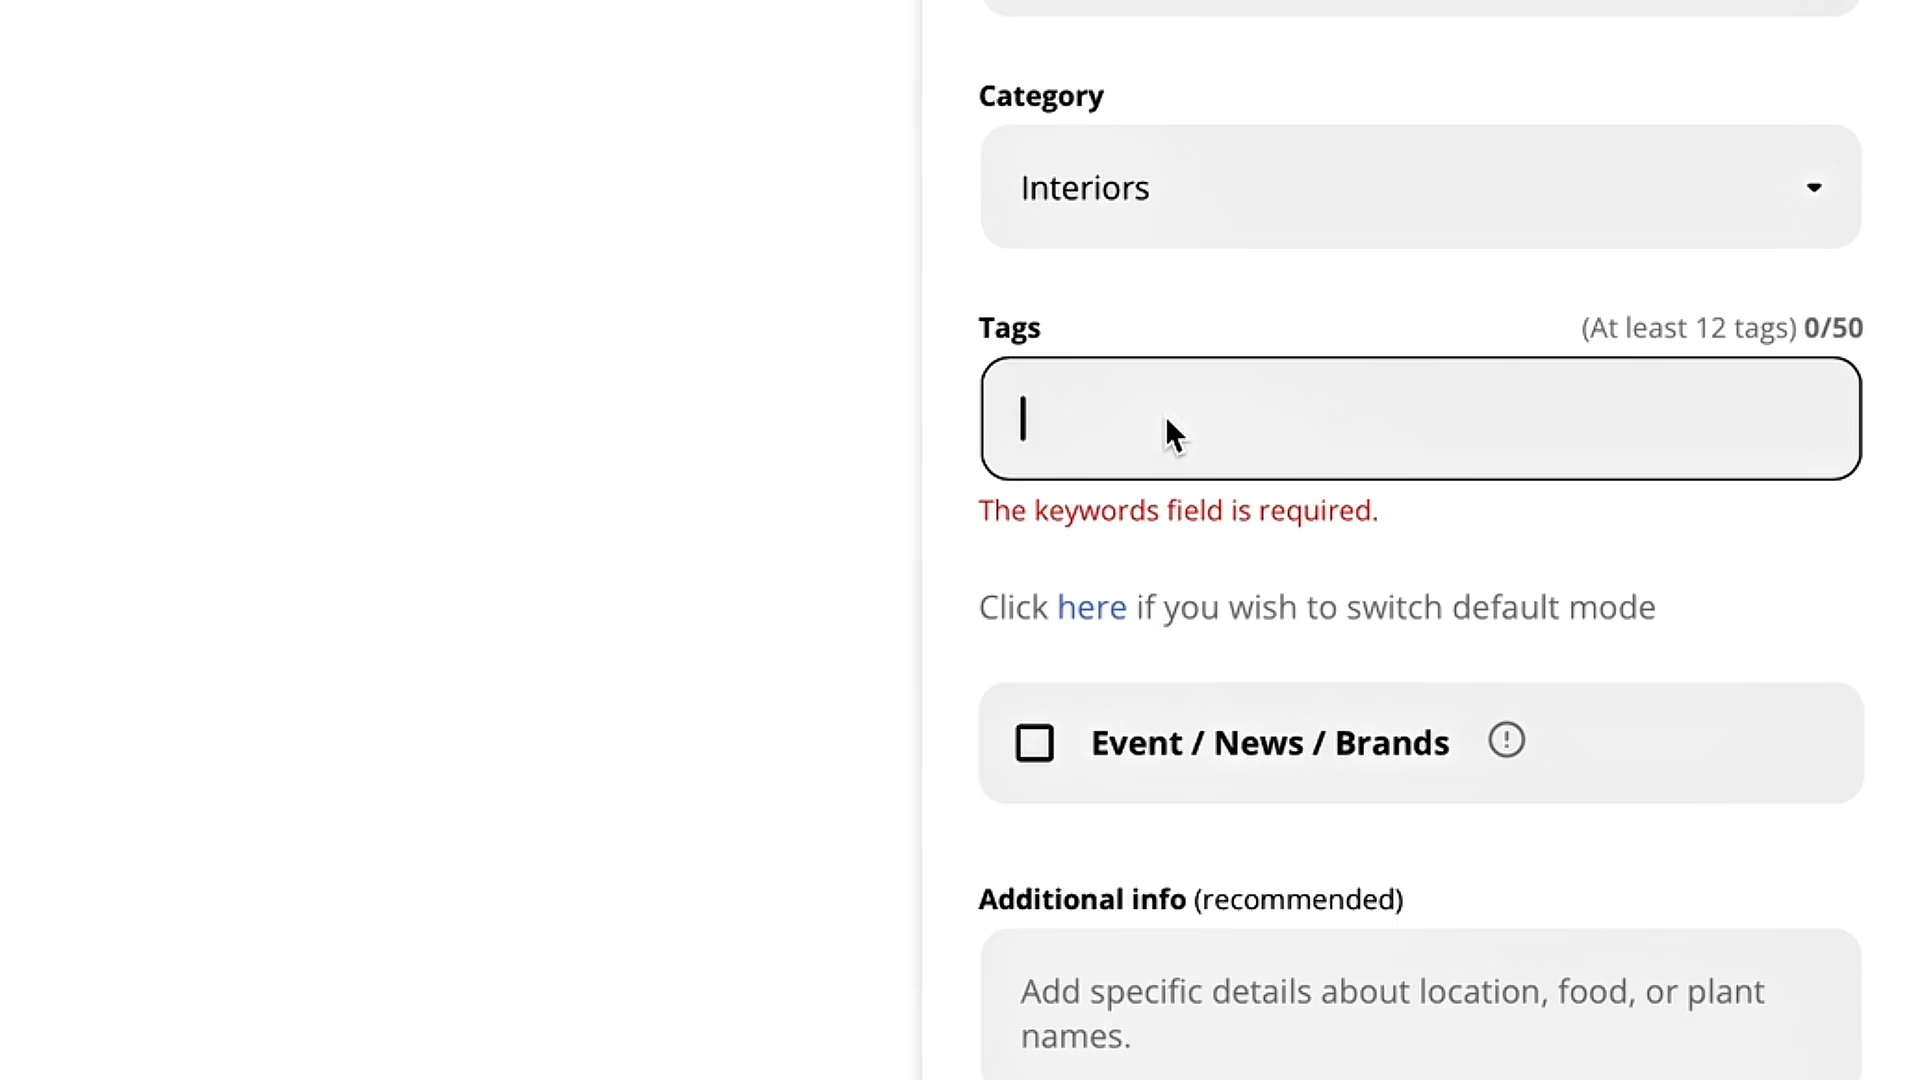 Category
Interiors
Tags (At least 12 tags) 0/50
The keywords field is required.
Click here if you wish to switch default mode
Event / News / Brands
Additional info (recommended)
Add specific details about location, food, or plant
names.